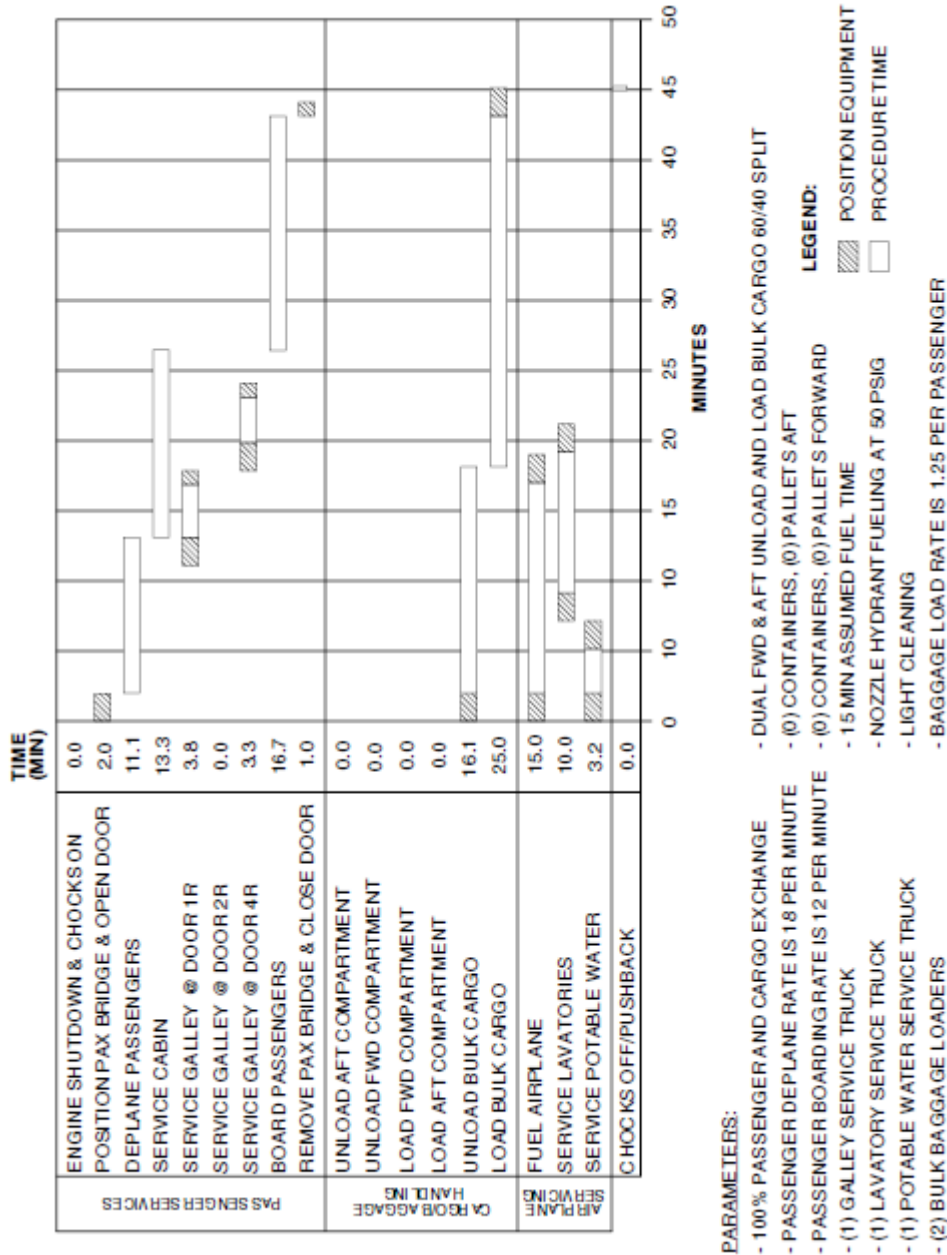 TIME
(MIN)
PASSENGER SERVICES
ENGINE SHUTDOWN & CHOCKS ON 0.0
POSITION PAX BRIDGE & OPEN DOOR 2.0
DEPLANE PASSENGERS 11.1
SERVICE CABIN 13.3
SERVICE GALLEY @ DOOR 1R 3.8
SERVICE GALLEY @ DOOR 2R 0.0
SERVICE GALLEY @ DOOR 4R 3.3
BOARD PASSENGERS 16.7
REMOVE PAX BRIDGE & CLOSE DOOR 1.0
CARGO/BAGGAGE
HANDLING
UNLOAD AFT COMPARTMENT 0.0
UNLOAD FWD COMPARTMENT 0.0
LOAD FWD COMPARTMENT 0.0
LOAD AFT COMPARTMENT 0.0
UNLOAD BULK CARGO 16.1
LOAD BULK CARGO 25.0
AIRPLANE
SERVICING
FUEL AIRPLANE 15.0
SERVICE LAVATORIES 10.0
SERVICE POTABLE WATER 3.2
CHOCKS OFF/PUSHBACK 0.0
0 10 10 15 20 25 30 35 40 45 50
MINUTES
PARAMETERS:
- 100% PASSENGER AND CARGO EXCHANGE
- PASSENGER DEPLANE RATE IS 18 PER MINUTE
- PASSENGER BOARDING RATE IS 12 PER MINUTE
- (1) GALLEY SERVICE TRUCK
- (1) LAVATORY SERVICE TRUCK
- (1) POTABLE WATER SERVICE TRUCK
- (2) BULK BAGGAGE LOADERS
- DUAL FWD & AFT UNLOAD AND LOAD BULK CARGO 60/40 SPLIT
- (0) CONTAINERS, (0) PALLETS AFT
- (0) CONTAINERS, (0) PALLETS FORWARD
- 15 MIN ASSUMED FUEL TIME
- NOZZLE HYDRANT FUELING AT 50 PSIG
- LIGHT CLEANING
- BAGGAGE LOAD RATE IS 1.25 PER PASSENGER
LEGEND:
POSITION EQUIPMENT
PROCEDURE TIME